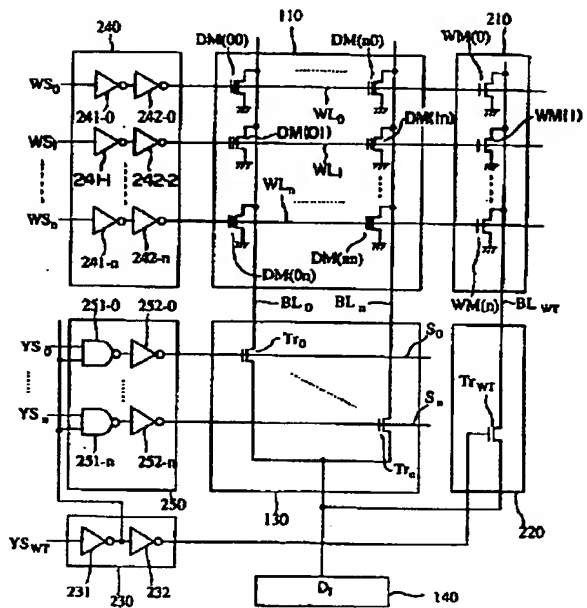 240
110
210
DM(00)
DM(n0)
WM(0)
WS0
241-0
242-0
WL0
WM(1)
DM(01)
DM(1n)
WS1
241-1
242-2
WL1
WLn
WSn
241-n
242-n
DM(0n)
DM(nn)
WM(n)
BL0
BLn
BLWT
251-0
252-0
Tr0
S0
YS0
TrWT
YSn
Sn
251-n
252-n
Trn
250
130
220
YSWT
231
230
232
DI
140